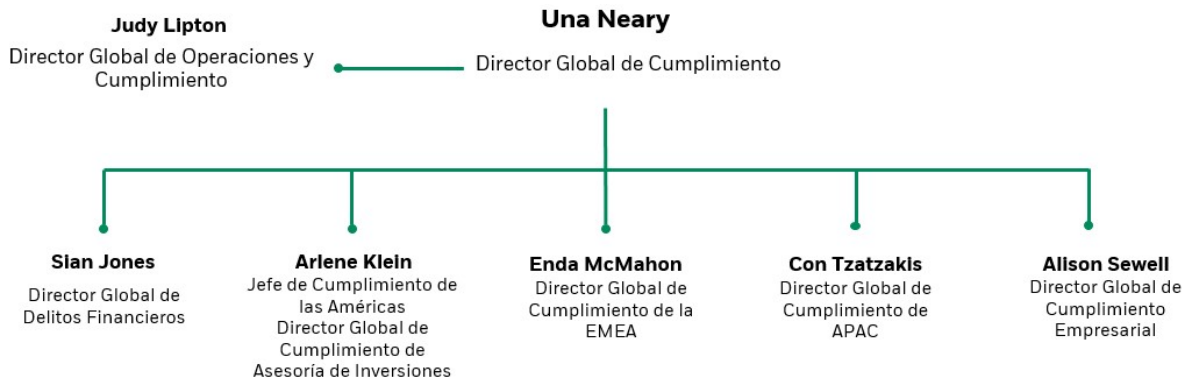 Judy Lipton
Director Global de Operaciones y
Cumplimiento
Una Neary
Director Global de Cumplimiento
Sian Jones
Director Global de
Delitos Financieros
Arlene Klein
Jefe de Cumplimiento de
las Américas
Director Global de
Cumplimiento de
Asesoría de Inversiones
Enda McMahon
Director Global de
Cumplimiento de la
EMEA
Con Tzatzakis
Director Global de
Cumplimiento de
APAC
Alison Sewell
Director Global de
Cumplimiento
Empresarial